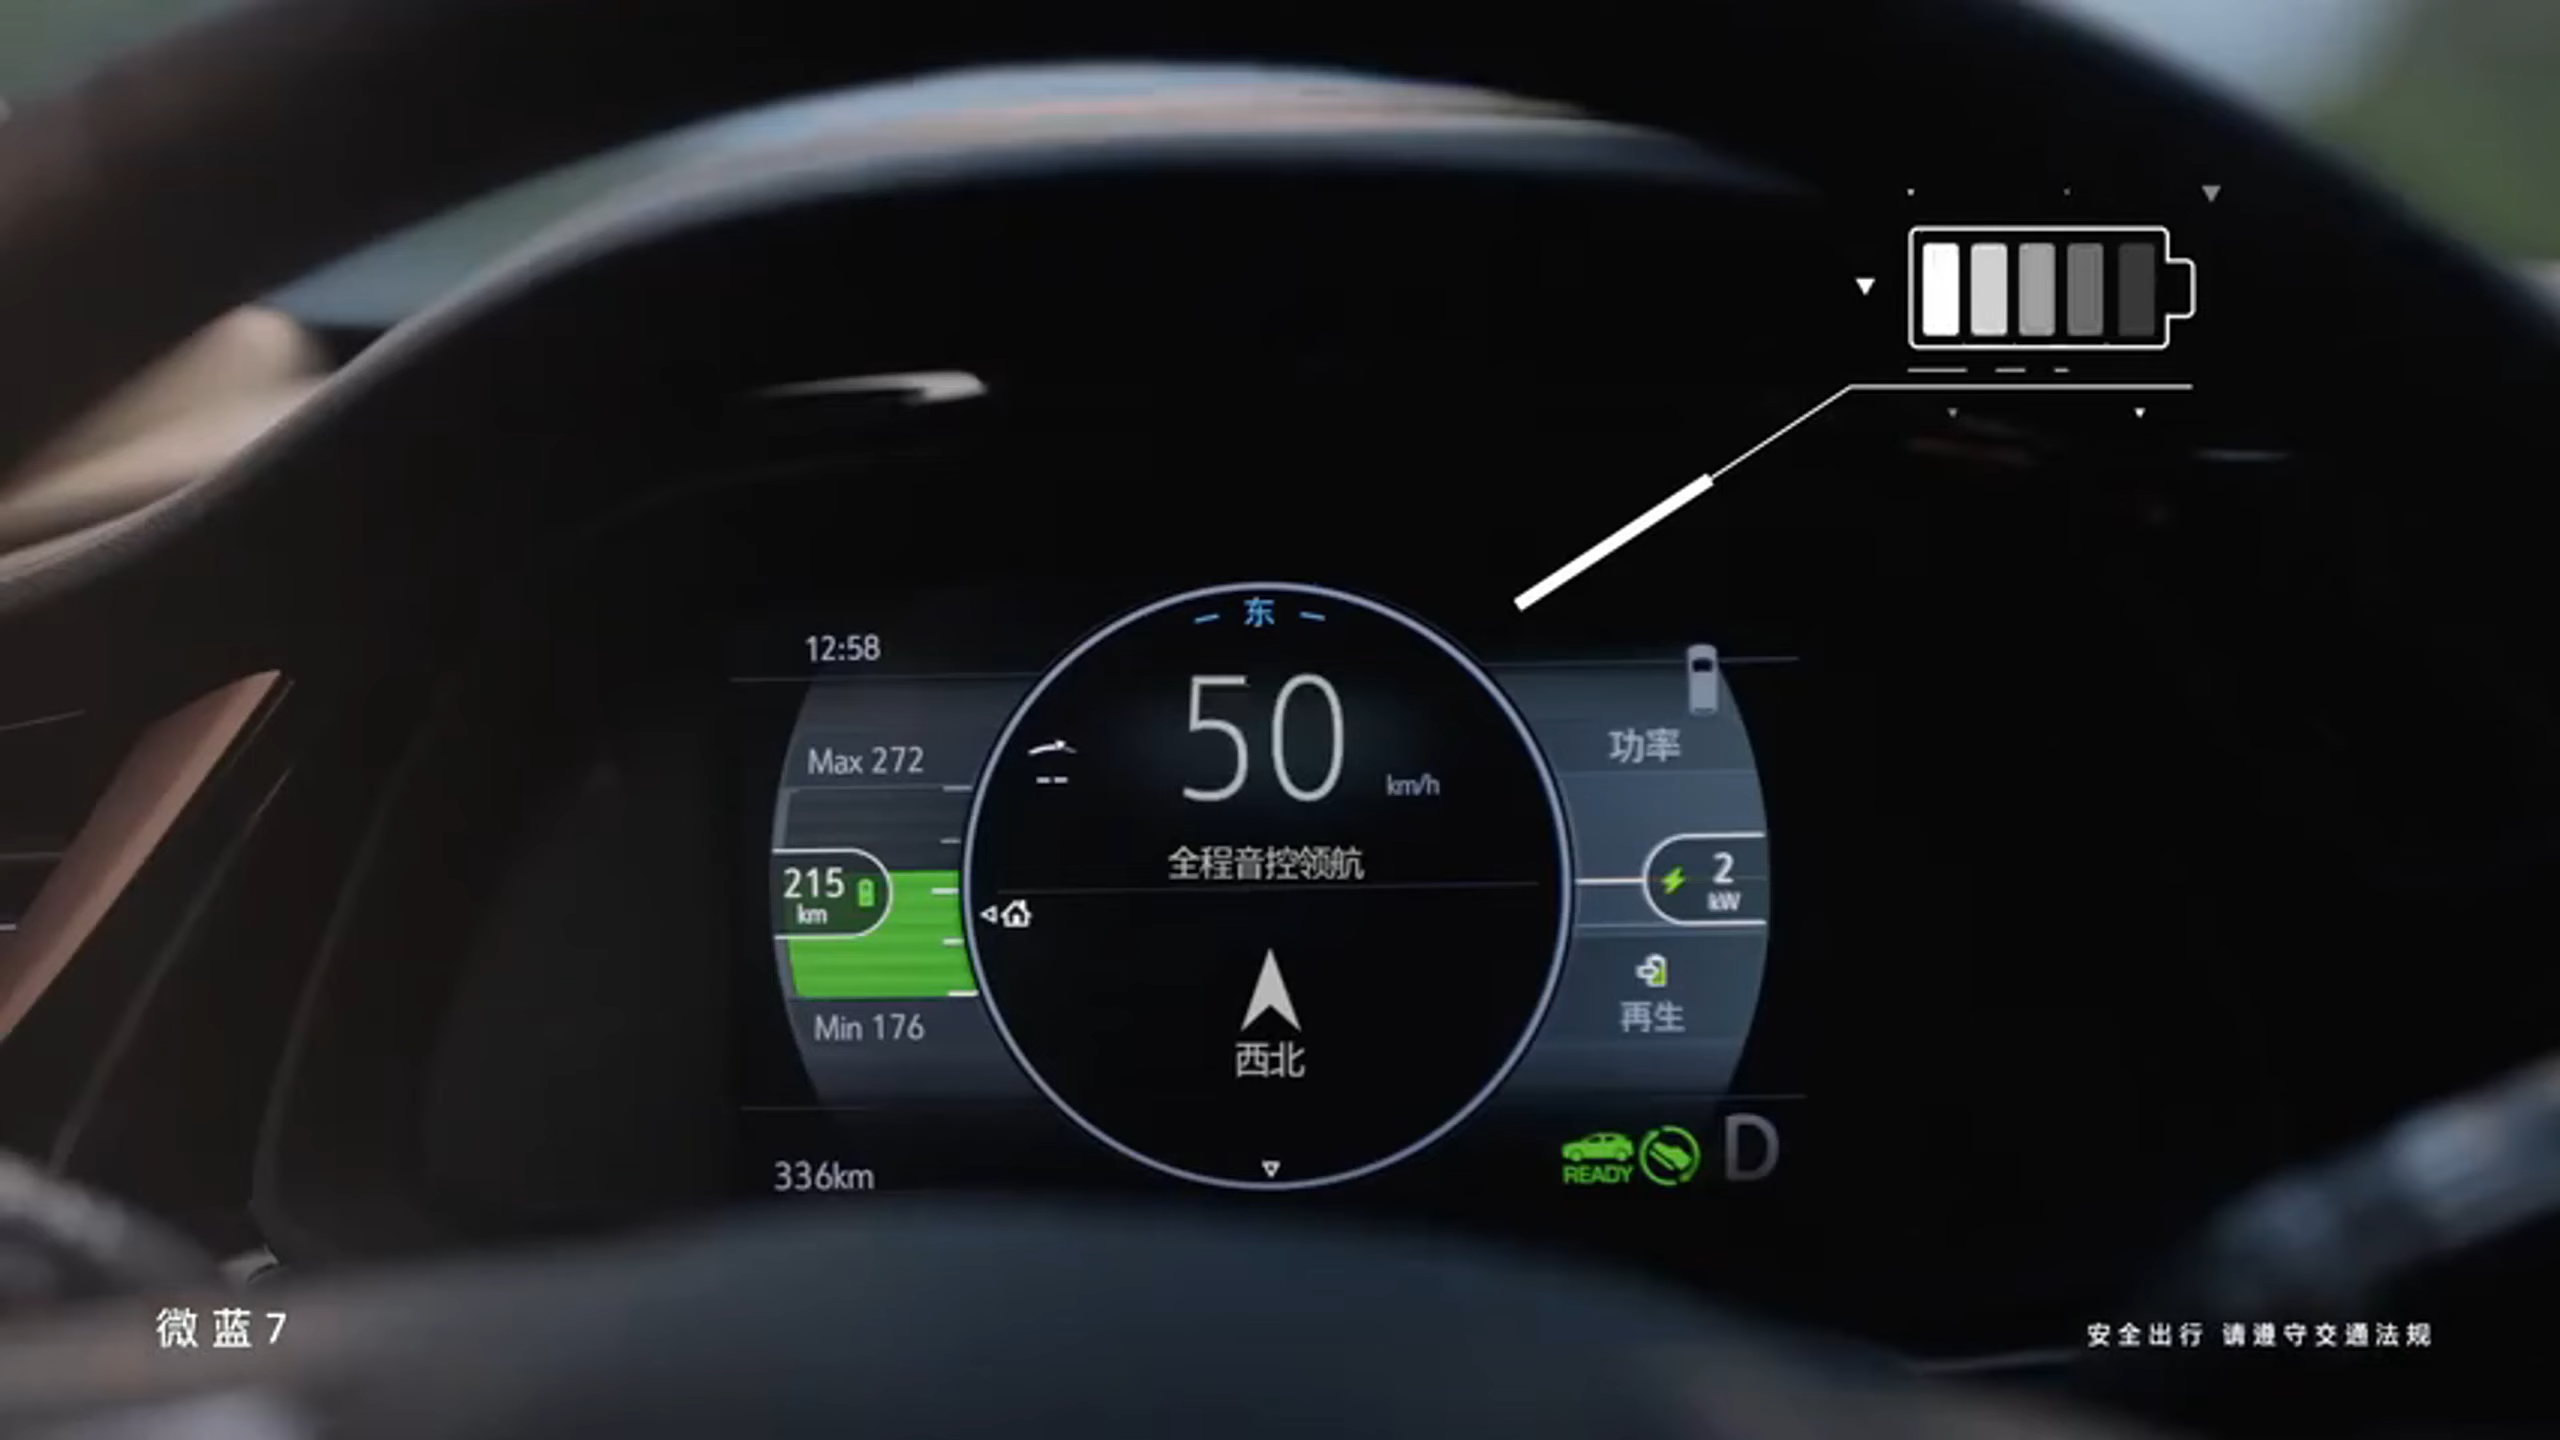 东
12:58
50
km/h
Max 272
功率
全程音控领航
215
km
2
kW
--
再生
Min 176
西北
336km
READY
D
微蓝7
安全出行 请遵守交通法规